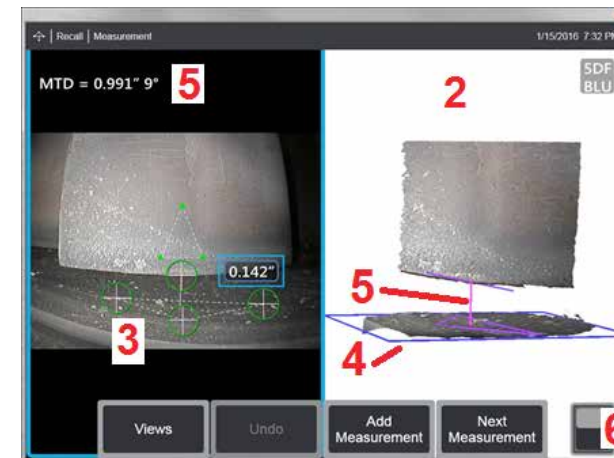 Recall | Measurement
1/15/2016 7:32 PM
MTD = 0.991" 9°
5
2
SDF
BLU
0.142"
5
3
4
Views
Undo
Add
Measurement
Next
Measurement
6